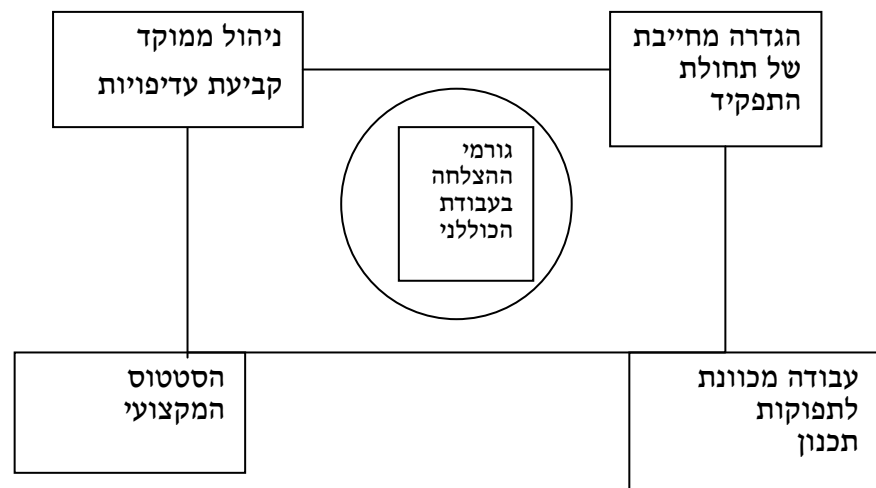 הגדרה מחייבת
של תחולת
התפקיד
ניהול ממוקד
קביעת עדיפויות
גורמי
ההצלחה
בעבודת
הכוללני
עבודה מכוונת
לתפוקות
תכנון
הסטטוס
המקצועי